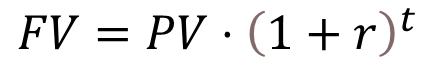 FV = PV · (1 + r)^t